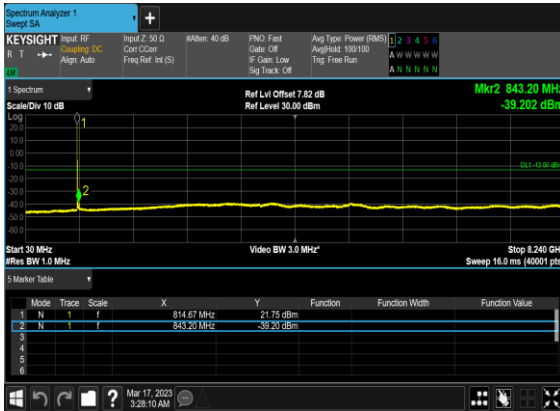 Spectrum Analyzer 1
Swept SA
KEYSIGHT
R T
Input: RF
Coupling: DC
Align: Auto
Input Z: 50 Ω
Corr CCorr
Freq Ref: Int (S)
#Atten: 40 dB
PNO: Fast
Gate: Off
IF Gain: Low
Sig Track: Off
Avg Type: Power (RMS)
Avg|Hold: 100/100
Trig: Free Run
1 2 3 4 5 6
A W W W W W
A N N N N N
1 Spectrum
Scale/Div 10 dB
Ref Lvl Offset 7.82 dB
Ref Level 30.00 dBm
Mkr2 843.20 MHz
-39.202 dBm
Log
20.0
10.0
0.00
-10.0
-20.0
-30.0
-40.0
-50.0
-60.0
1
2
DL1 -13.00 dBm
Start 30 MHz
#Res BW 1.0 MHz
Video BW 3.0 MHz*
Stop 8.240 GHz
Sweep 16.0 ms (40001 pts)
5 Marker Table
Mode Trace Scale X Y Function Function Width Function Value
1 N 1 f 814.67 MHz 21.75 dBm
2 N 1 f 843.20 MHz -39.20 dBm
3
4
5
6
?
Mar 17, 2023
3:28:10 AM